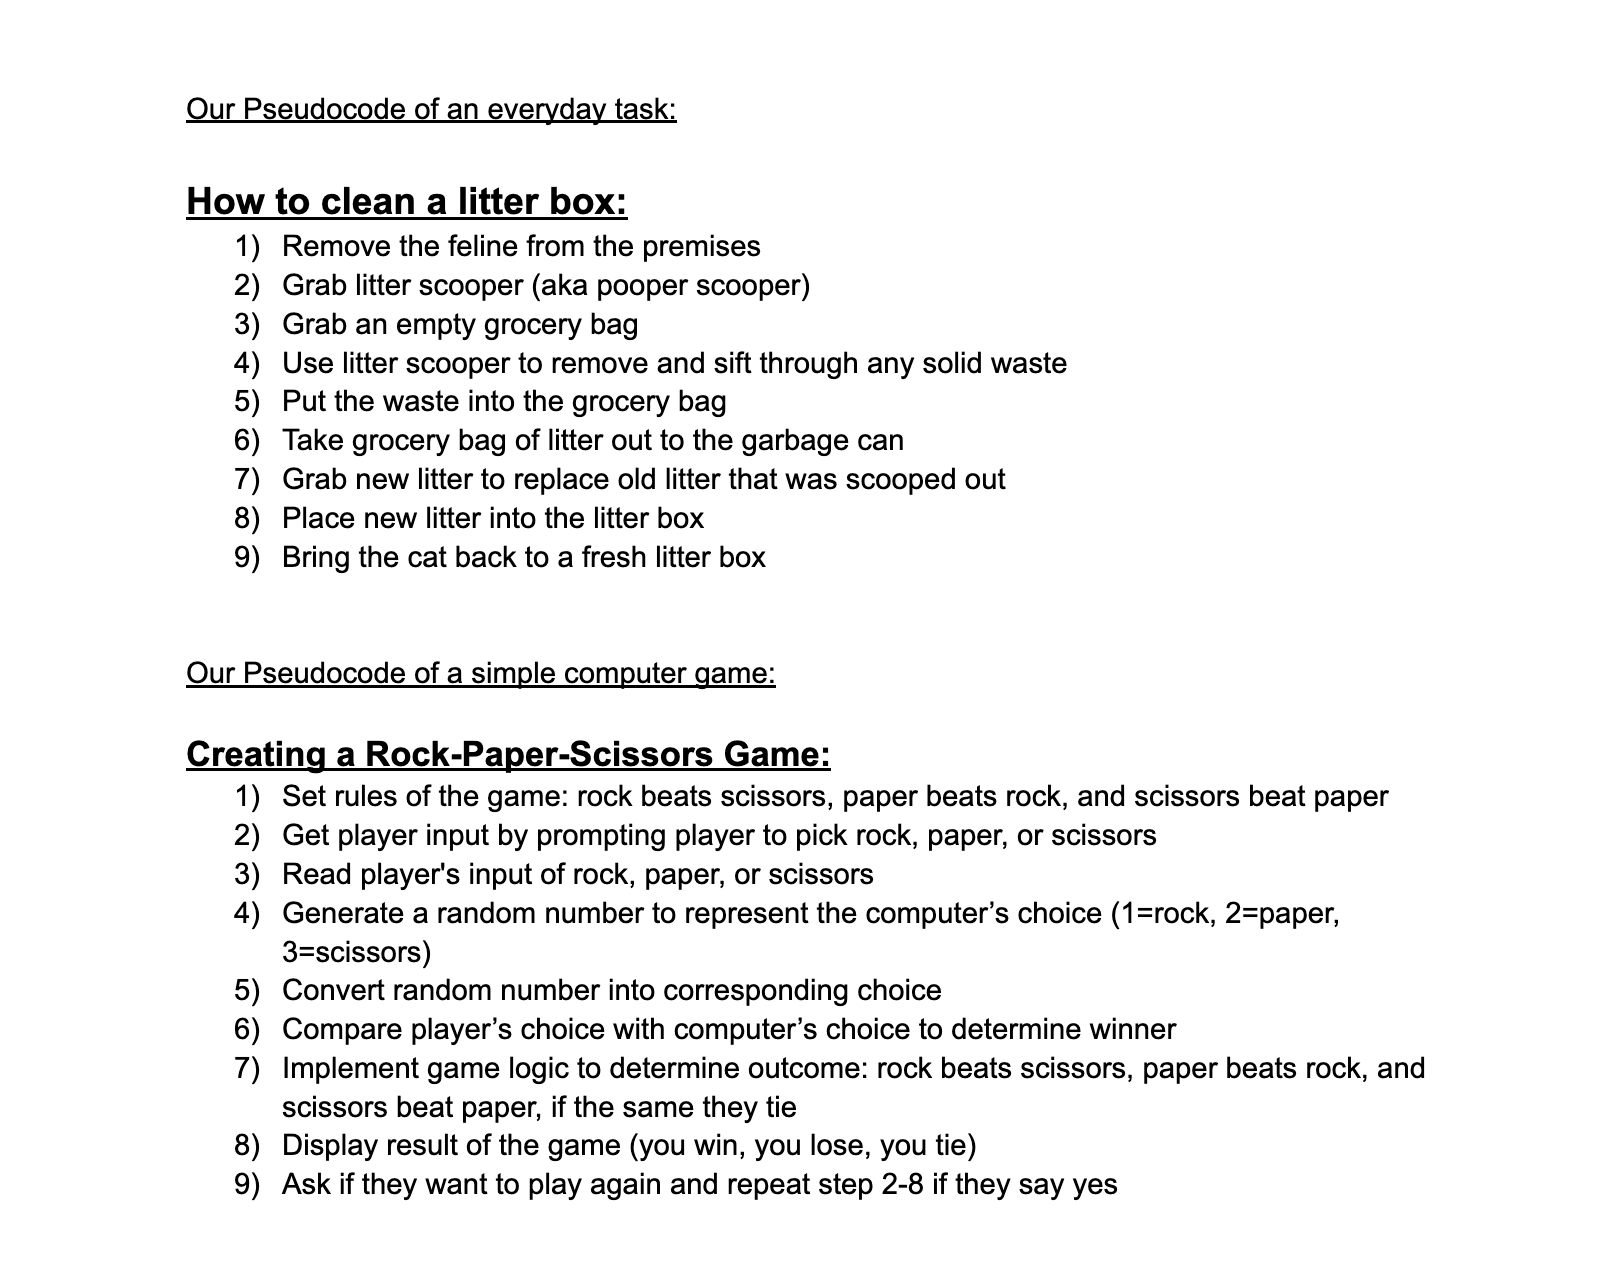 Our Pseudocode of an everyday task:
How to clean a litter box:
1) Remove the feline from the premises
2) Grab litter scooper (aka pooper scooper)
3) Grab an empty grocery bag
4) Use litter scooper to remove and sift through any solid waste
5) Put the waste into the grocery bag
6) Take grocery bag of litter out to the garbage can
7) Grab new litter to replace old litter that was scooped out
8) Place new litter into the litter box
9) Bring the cat back to a fresh litter box
Our Pseudocode of a simple computer game:
Creating a Rock-Paper-Scissors Game:
1) Set rules of the game: rock beats scissors, paper beats rock, and scissors beat paper
2) Get player input by prompting player to pick rock, paper, or scissors
3) Read player's input of rock, paper, or scissors
4) Generate a random number to represent the computer’s choice (1=rock, 2=paper,
3=scissors)
5) Convert random number into corresponding choice
6) Compare player’s choice with computer’s choice to determine winner
7) Implement game logic to determine outcome: rock beats scissors, paper beats rock, and
scissors beat paper, if the same they tie
8) Display result of the game (you win, you lose, you tie)
9) Ask if they want to play again and repeat step 2-8 if they say yes